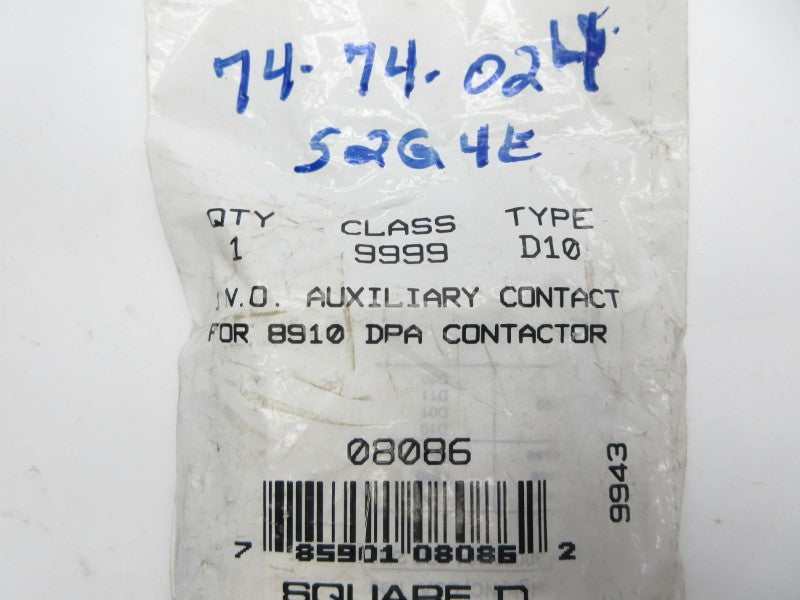 74-74-024
S2G4E
QTY CLASS TYPE
1 9999 D10
N.O. AUXILIARY CONTACT
FOR 8910 DPA CONTACTOR
08086
9943
7 85901 08086 2
SQUARE D